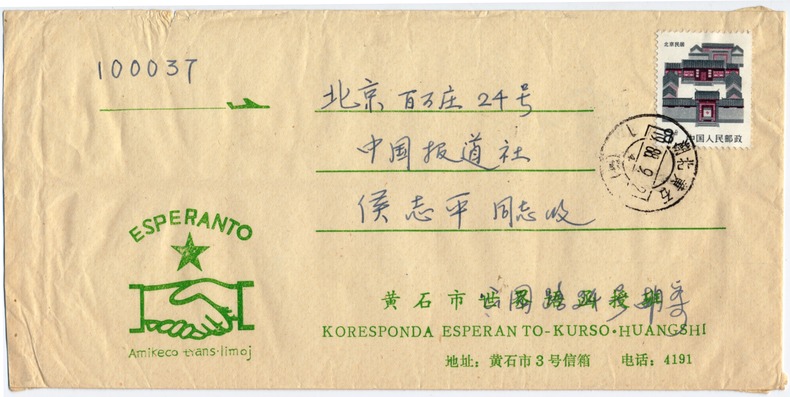 100037
北京百万庄24号
中国报道社
侯志平 同志收
北京民居
中国人民邮政
ESPERANTO
Amikeco trans·limoj
黄石市
KORESPONDA ESPERANTO-KURSO·HUANGSHI
地址: 黄石市3号信箱 电话: 4191